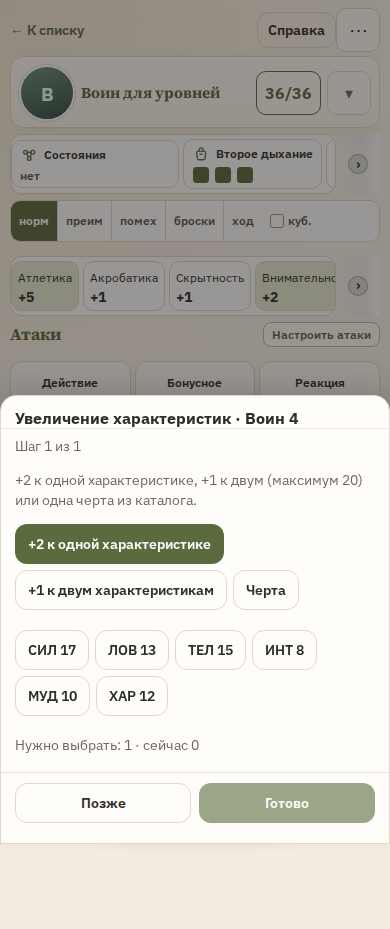 ← К списку
Справка
···
В
Воин для уровней
36/36
▼
Состояния
нет
Второе дыхание
›
норм
преим
помех
броски
ход
куб.
Атлетика
+5
Акробатика
+1
Скрытность
+1
Внимательно
+2
›
Атаки
Настроить атаки
Действие
Бонусное
Реакция
Увеличение характеристик · Воин 4
Шаг 1 из 1
+2 к одной характеристике, +1 к двум (максимум 20)
или одна черта из каталога.
+2 к одной характеристике
+1 к двум характеристикам
Черта
СИЛ 17
ЛОВ 13
ТЕЛ 15
ИНТ 8
МУД 10
ХАР 12
Нужно выбрать: 1 · сейчас 0
Позже
Готово